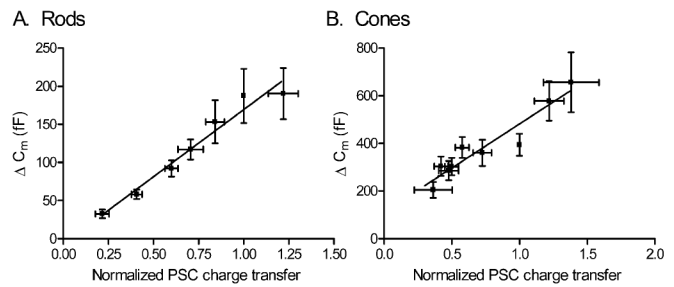 A. Rods
250
200
150
100
50
0
Δ Cm (fF)
0.00 0.25 0.50 0.75 1.00 1.25 1.50
Normalized PSC charge transfer
B. Cones
800
600
400
200
0
Δ Cm (fF)
0.0 0.5 1.0 1.5 2.0
Normalized PSC charge transfer